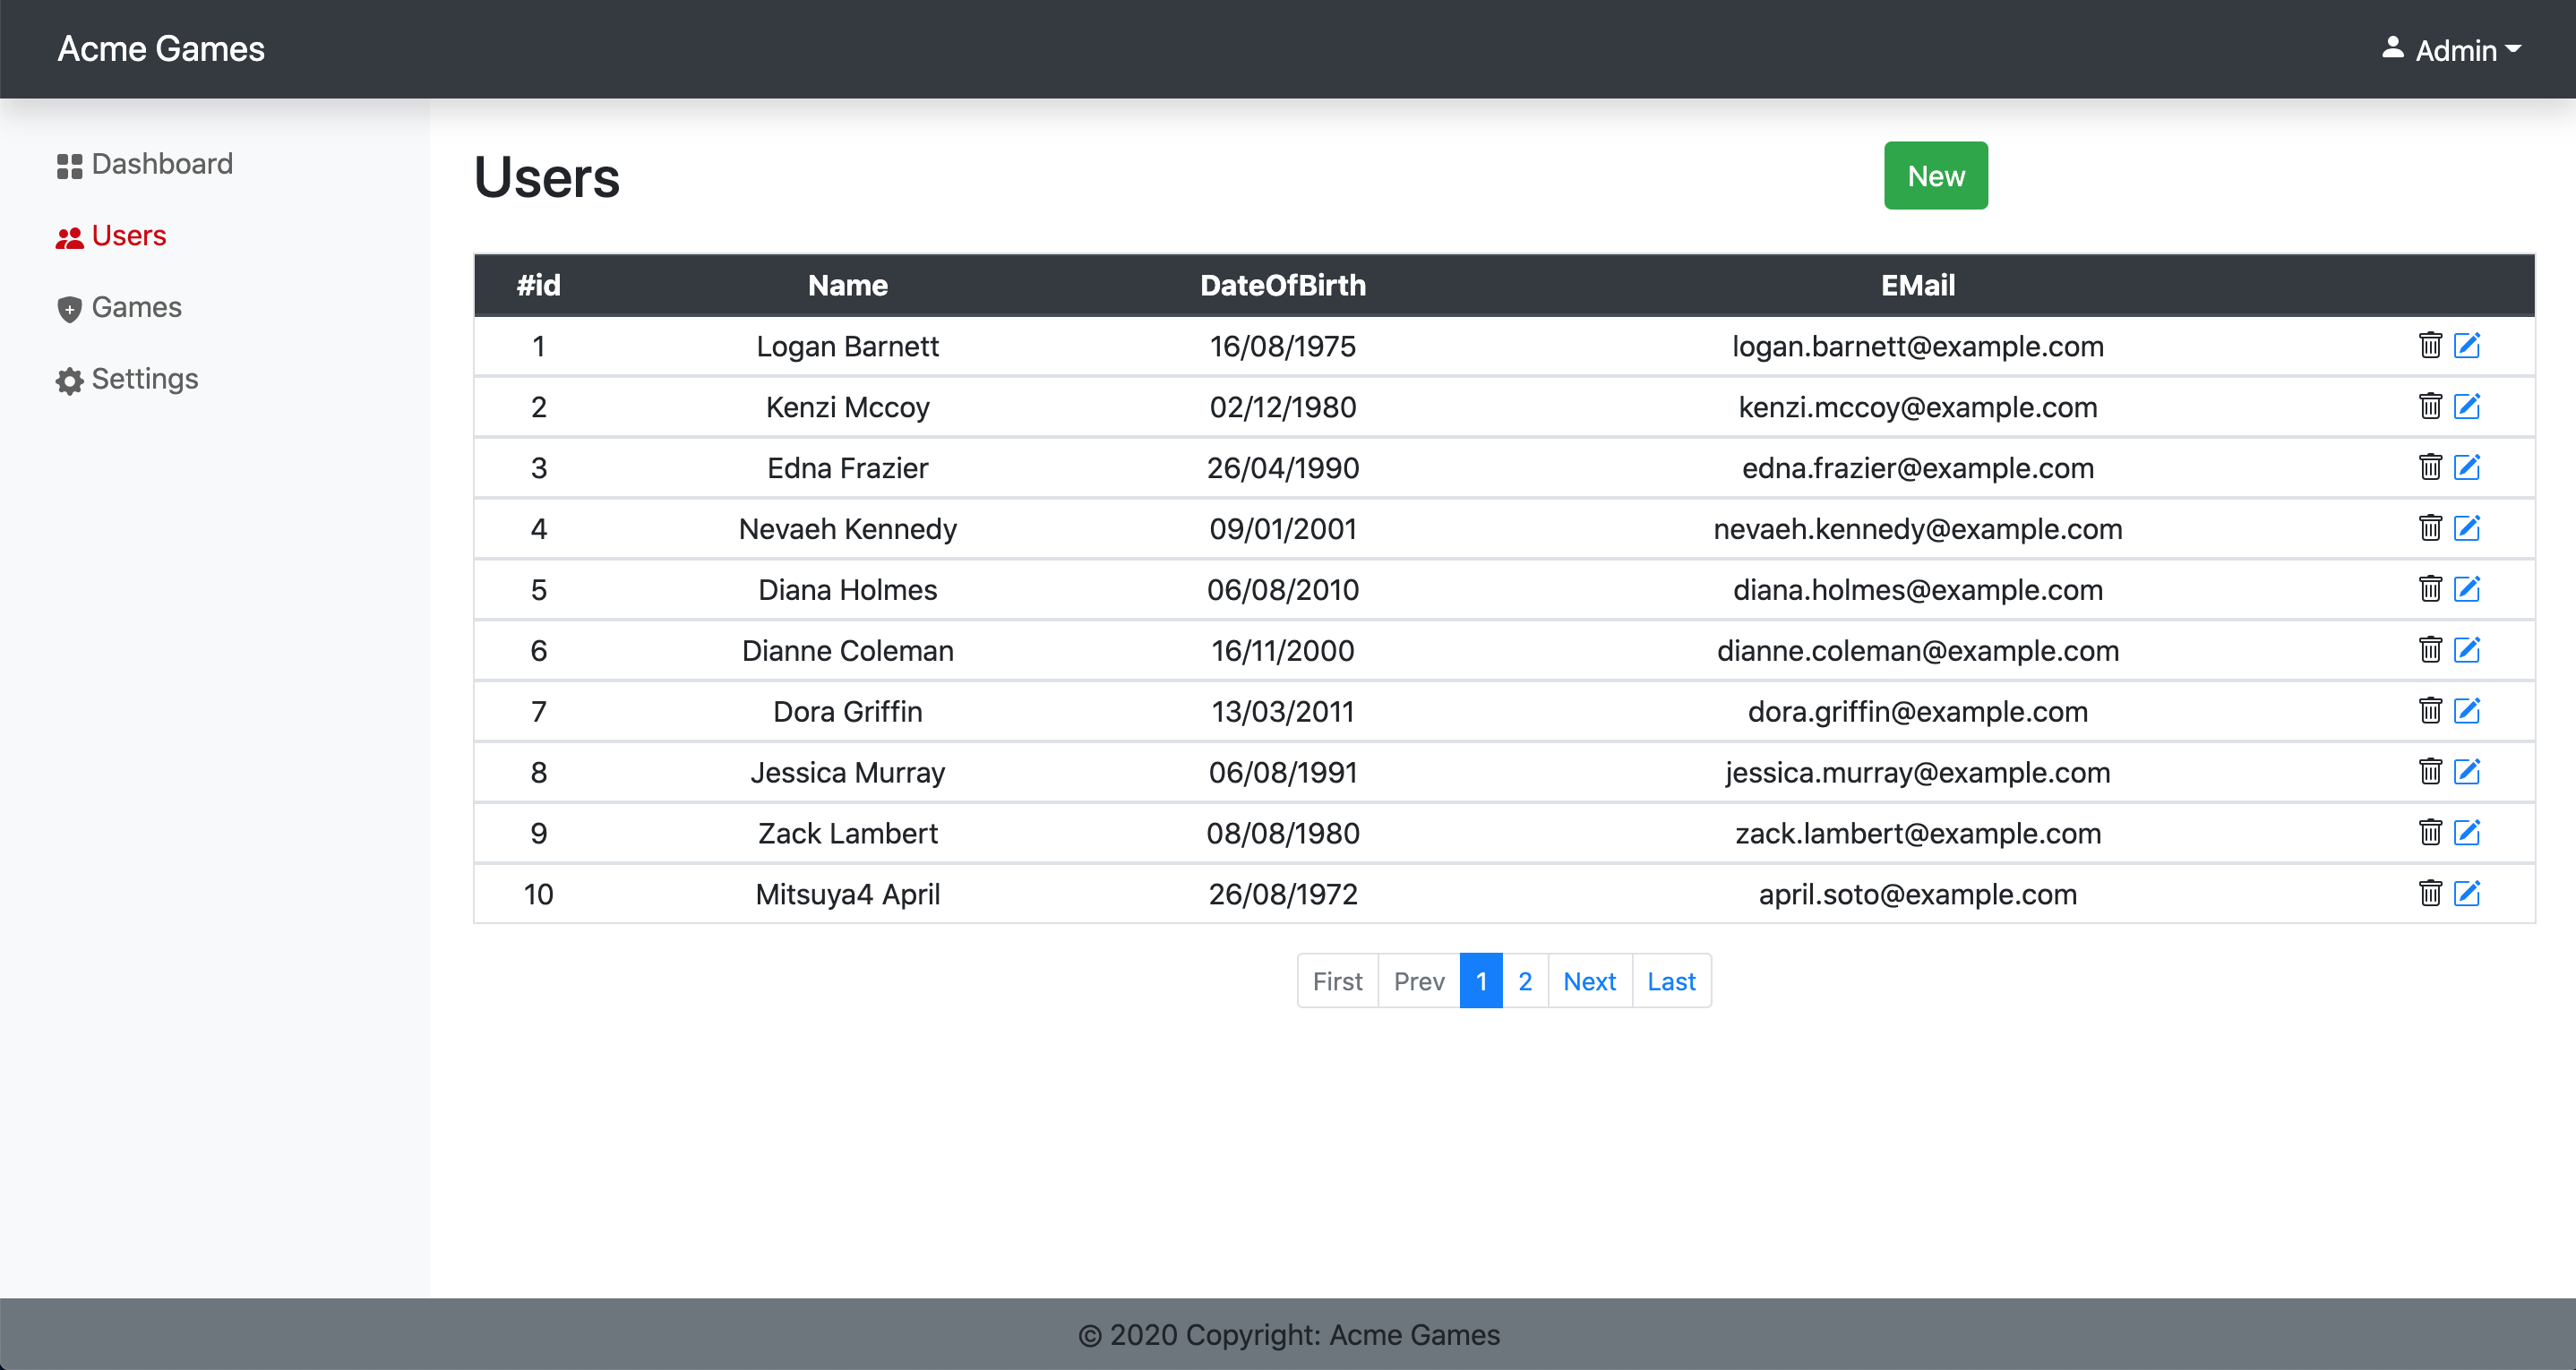 Acme Games
Admin
Dashboard
Users
Games
Settings
Users
New
#id Name DateOfBirth EMail
1 Logan Barnett 16/08/1975 logan.barnett@example.com
2 Kenzi Mccoy 02/12/1980 kenzi.mccoy@example.com
3 Edna Frazier 26/04/1990 edna.frazier@example.com
4 Nevaeh Kennedy 09/01/2001 nevaeh.kennedy@example.com
5 Diana Holmes 06/08/2010 diana.holmes@example.com
6 Dianne Coleman 16/11/2000 dianne.coleman@example.com
7 Dora Griffin 13/03/2011 dora.griffin@example.com
8 Jessica Murray 06/08/1991 jessica.murray@example.com
9 Zack Lambert 08/08/1980 zack.lambert@example.com
10 Mitsuya4 April 26/08/1972 april.soto@example.com
First Prev 1 2 Next Last
© 2020 Copyright: Acme Games